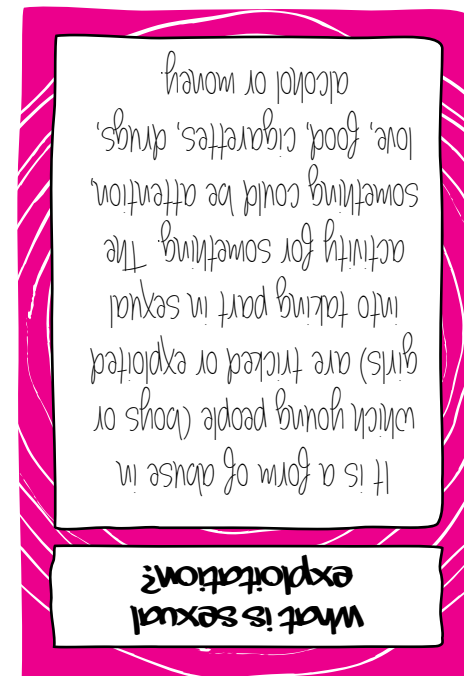 What is sexual
exploitation?
It is a form of abuse in
which young people (boys or
girls) are tricked or exploited
into taking part in sexual
activity for something. The
something could be attention,
love, food, cigarettes, drugs,
alcohol or money.